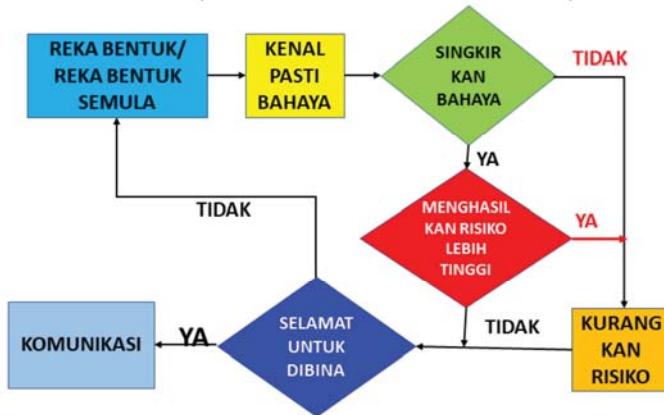 REKA BENTUK/
REKA BENTUK
SEMULA
KENAL
PASTI
BAHAYA
SINGKIR
KAN
BAHAYA
TIDAK
YA
MENGHASIL
KAN RISIKO
LEBIH
TINGGI
YA
TIDAK
TIDAK
KOMUNIKASI
YA
SELAMAT
UNTUK
DIBINA
KURANG
KAN
RISIKO